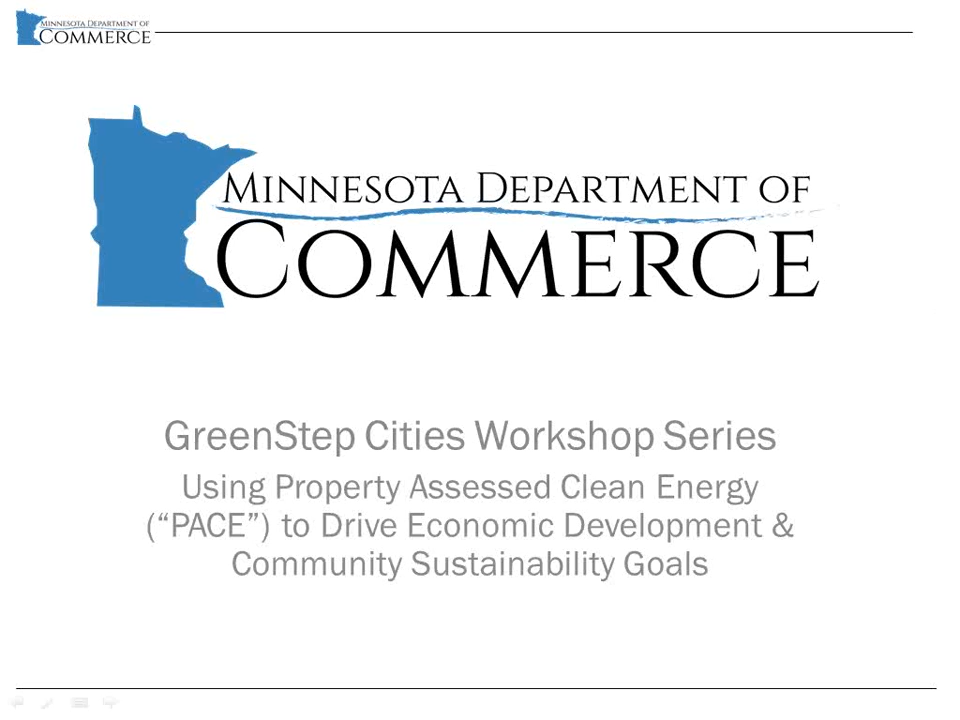 MINNESOTA DEPARTMENT OF
COMMERCE
MINNESOTA DEPARTMENT OF
COMMERCE
GreenStep Cities Workshop Series
Using Property Assessed Clean Energy
(“PACE”) to Drive Economic Development &
Community Sustainability Goals